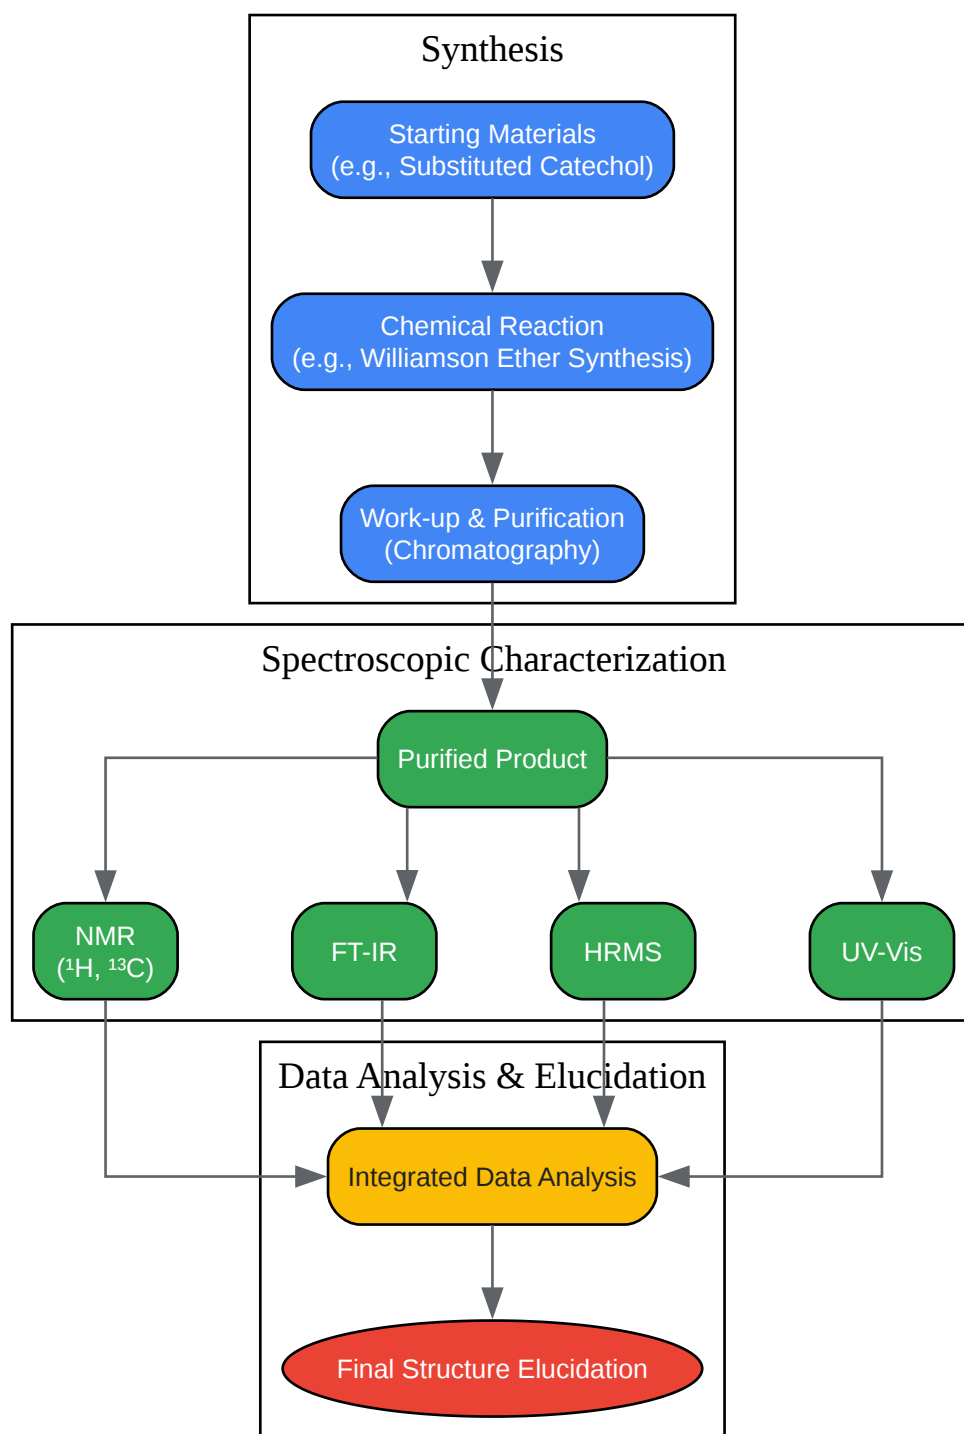 Synthesis
Starting Materials
(e.g., Substituted Catechol)
Chemical Reaction
(e.g., Williamson Ether Synthesis)
Work-up & Purification
(Chromatography)
Spectroscopic Characterization
Purified Product
NMR
(¹H, ¹³C)
FT-IR
HRMS
UV-Vis
Data Analysis & Elucidation
Integrated Data Analysis
Final Structure Elucidation